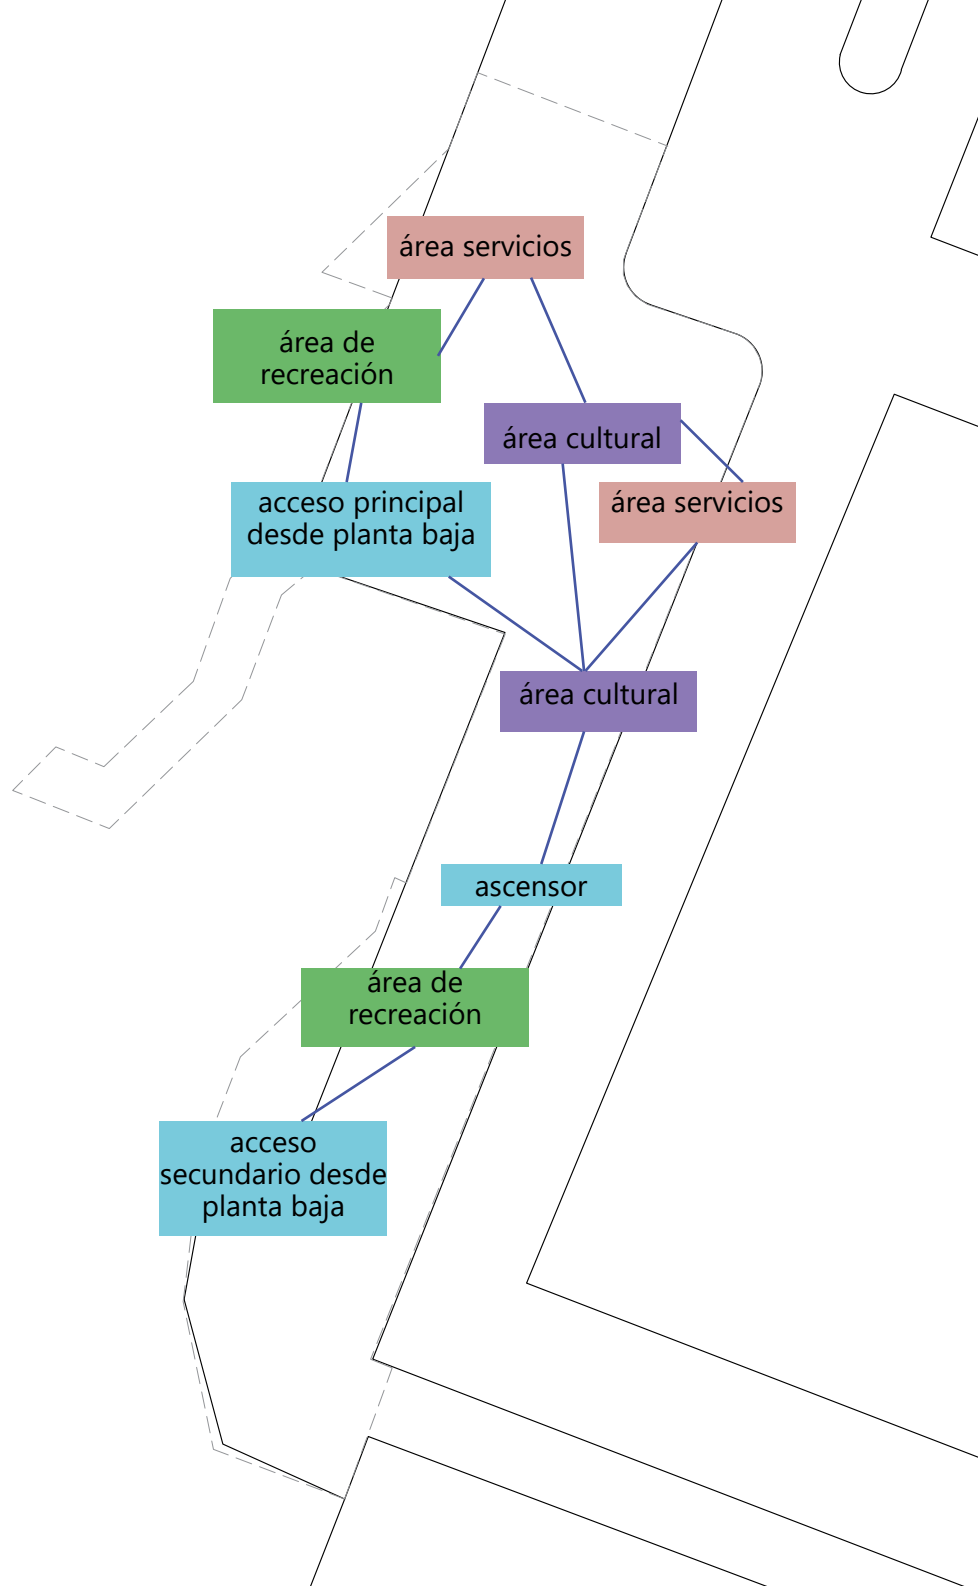 área servicios
área de
recreación
área cultural
acceso principal
desde planta baja
área servicios
área cultural
ascensor
área de
recreación
acceso
secundario desde
planta baja